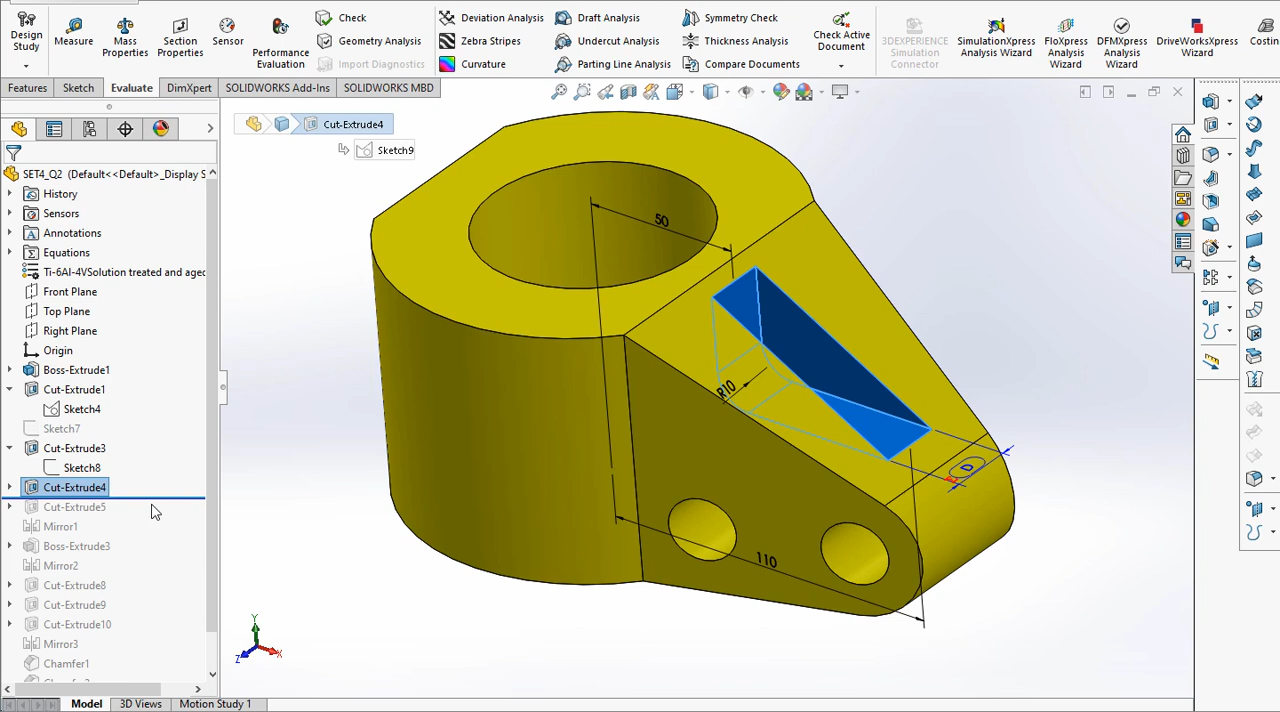 Design Study
Measure
Mass Properties
Section Properties
Sensor
Performance Evaluation
Check
Geometry Analysis
Import Diagnostics
Deviation Analysis
Zebra Stripes
Curvature
Draft Analysis
Undercut Analysis
Parting Line Analysis
Symmetry Check
Thickness Analysis
Compare Documents
Check Active Document
3DEXPERIENCE Simulation Connector
SimulationXpress Analysis Wizard
FloXpress Analysis Wizard
DFMXpress Analysis Wizard
DriveWorksXpress Wizard
Costin
Features
Sketch
Evaluate
DimXpert
SOLIDWORKS Add-Ins
SOLIDWORKS MBD
Cut-Extrude4
Sketch9
SET4_Q2 (Default<<Default>_Display S
History
Sensors
Annotations
Equations
Ti-6Al-4VSolution treated and aged
Front Plane
Top Plane
Right Plane
Origin
Boss-Extrude1
Cut-Extrude1
Sketch4
Sketch7
Cut-Extrude3
Sketch8
Cut-Extrude4
Cut-Extrude5
Mirror1
Boss-Extrude3
Mirror2
Cut-Extrude8
Cut-Extrude9
Cut-Extrude10
Mirror3
Chamfer1
50
R10
D
110
Y
X
Z
Model
3D Views
Motion Study 1